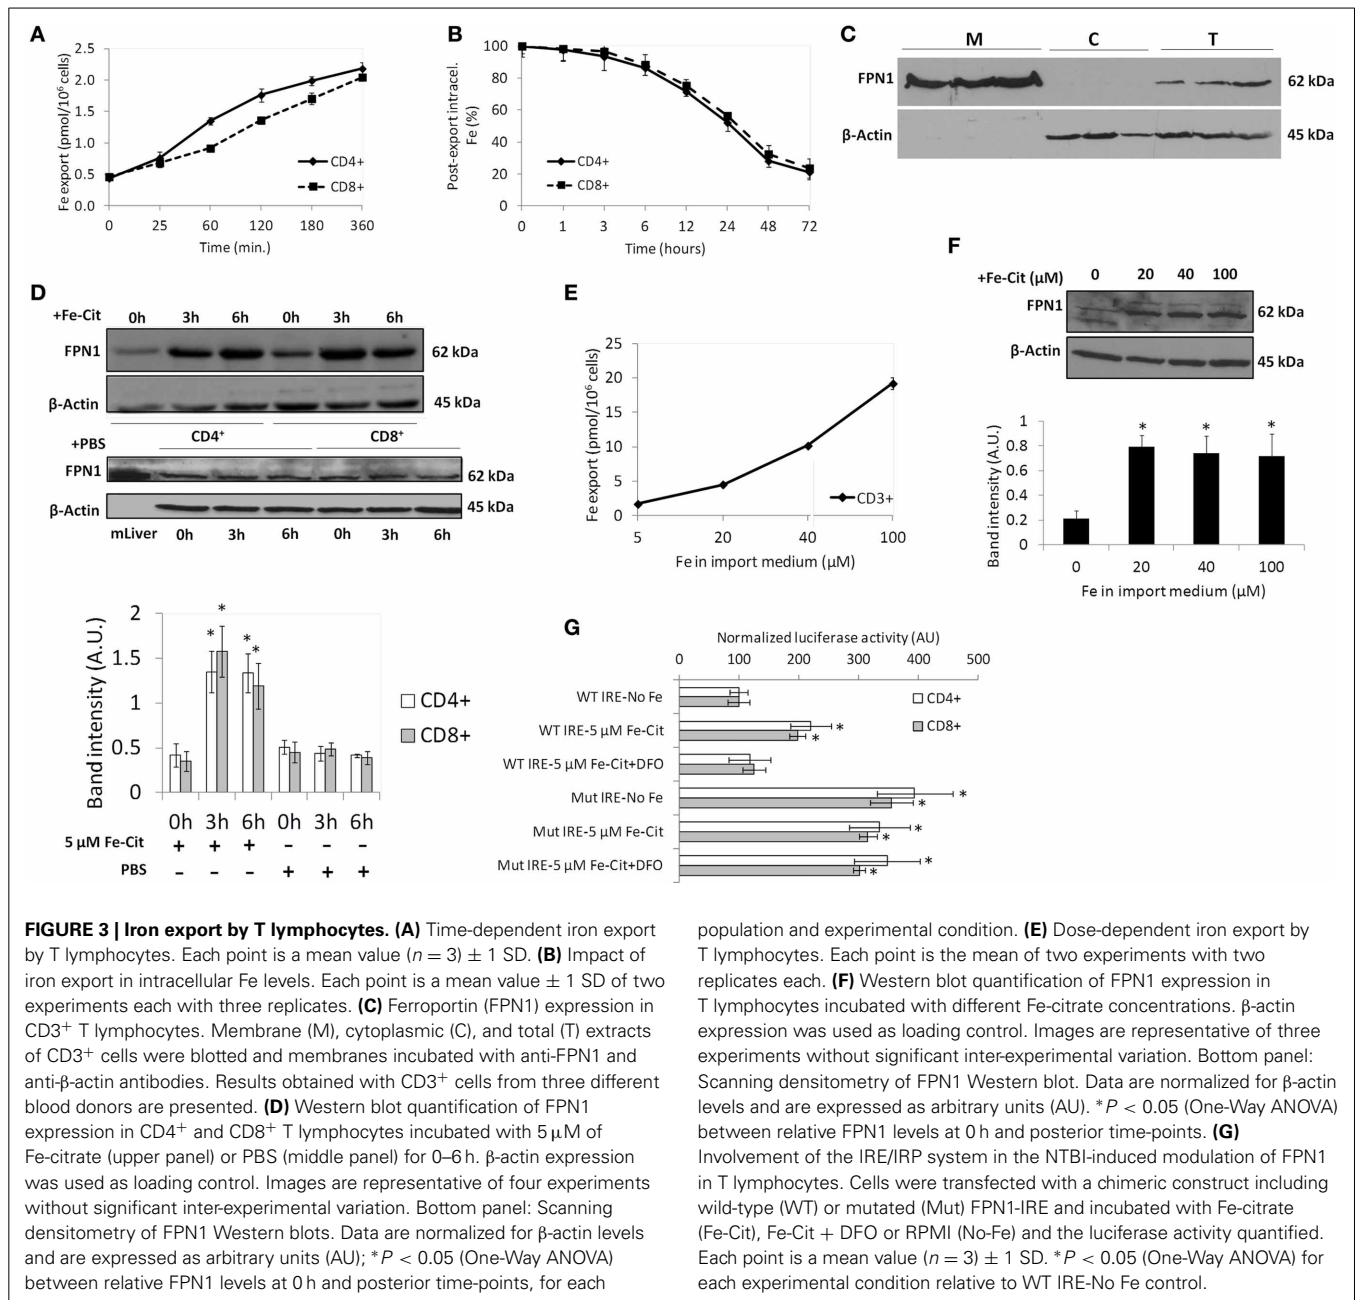 A
2.5
2.0
1.5
1.0
0.5
0.0
Fe export (pmol/10⁶ cells)
CD4+
CD8+
0 25 60 120 180 360
Time (min.)
B
100
80
60
40
20
0
Post-export intracel.
Fe (%)
CD4+
CD8+
0 1 3 6 12 24 48 72
Time (hours)
C
M C T
FPN1 62 kDa
β-Actin 45 kDa
D
+Fe-Cit 0h 3h 6h 0h 3h 6h
FPN1 62 kDa
β-Actin 45 kDa
CD4⁺ CD8⁺
+PBS
FPN1 62 kDa
β-Actin 45 kDa
mLiver 0h 3h 6h 0h 3h 6h
2
1.5
1
0.5
0
Band intensity (A.U.)
* * * *
CD4+
CD8+
0h 3h 6h 0h 3h 6h
5 µM Fe-Cit + + + – – –
PBS – – – + + +
E
25
20
15
10
5
0
Fe export (pmol/10⁶ cells)
CD3+
5 20 40 100
Fe in import medium (µM)
F
+Fe-Cit (µM) 0 20 40 100
FPN1 62 kDa
β-Actin 45 kDa
1
0.8
0.6
0.4
0.2
0
Band intensity (A.U.)
* * *
0 20 40 100
Fe in import medium (µM)
G
Normalized luciferase activity (AU)
0 100 200 300 400 500
WT IRE-No Fe
WT IRE-5 µM Fe-Cit * *
WT IRE-5 µM Fe-Cit+DFO
Mut IRE-No Fe * *
Mut IRE-5 µM Fe-Cit * *
Mut IRE-5 µM Fe-Cit+DFO * *
CD4+
CD8+
FIGURE 3 | Iron export by T lymphocytes. (A) Time-dependent iron export
by T lymphocytes. Each point is a mean value (n = 3) ± 1 SD. (B) Impact of
iron export in intracellular Fe levels. Each point is a mean value ± 1 SD of two
experiments each with three replicates. (C) Ferroportin (FPN1) expression in
CD3⁺ T lymphocytes. Membrane (M), cytoplasmic (C), and total (T) extracts
of CD3⁺ cells were blotted and membranes incubated with anti-FPN1 and
anti-β-actin antibodies. Results obtained with CD3⁺ cells from three different
blood donors are presented. (D) Western blot quantification of FPN1
expression in CD4⁺ and CD8⁺ T lymphocytes incubated with 5 µM of
Fe-citrate (upper panel) or PBS (middle panel) for 0–6 h. β-actin expression
was used as loading control. Images are representative of four experiments
without significant inter-experimental variation. Bottom panel: Scanning
densitometry of FPN1 Western blots. Data are normalized for β-actin levels
and are expressed as arbitrary units (AU); *P < 0.05 (One-Way ANOVA)
between relative FPN1 levels at 0 h and posterior time-points, for each
population and experimental condition. (E) Dose-dependent iron export by
T lymphocytes. Each point is the mean of two experiments with two
replicates each. (F) Western blot quantification of FPN1 expression in
T lymphocytes incubated with different Fe-citrate concentrations. β-actin
expression was used as loading control. Images are representative of three
experiments without significant inter-experimental variation. Bottom panel:
Scanning densitometry of FPN1 Western blot. Data are normalized for β-actin
levels and are expressed as arbitrary units (AU). *P < 0.05 (One-Way ANOVA)
between relative FPN1 levels at 0 h and posterior time-points. (G)
Involvement of the IRE/IRP system in the NTBI-induced modulation of FPN1
in T lymphocytes. Cells were transfected with a chimeric construct including
wild-type (WT) or mutated (Mut) FPN1-IRE and incubated with Fe-citrate
(Fe-Cit), Fe-Cit + DFO or RPMI (No-Fe) and the luciferase activity quantified.
Each point is a mean value (n = 3) ± 1 SD. *P < 0.05 (One-Way ANOVA) for
each experimental condition relative to WT IRE-No Fe control.